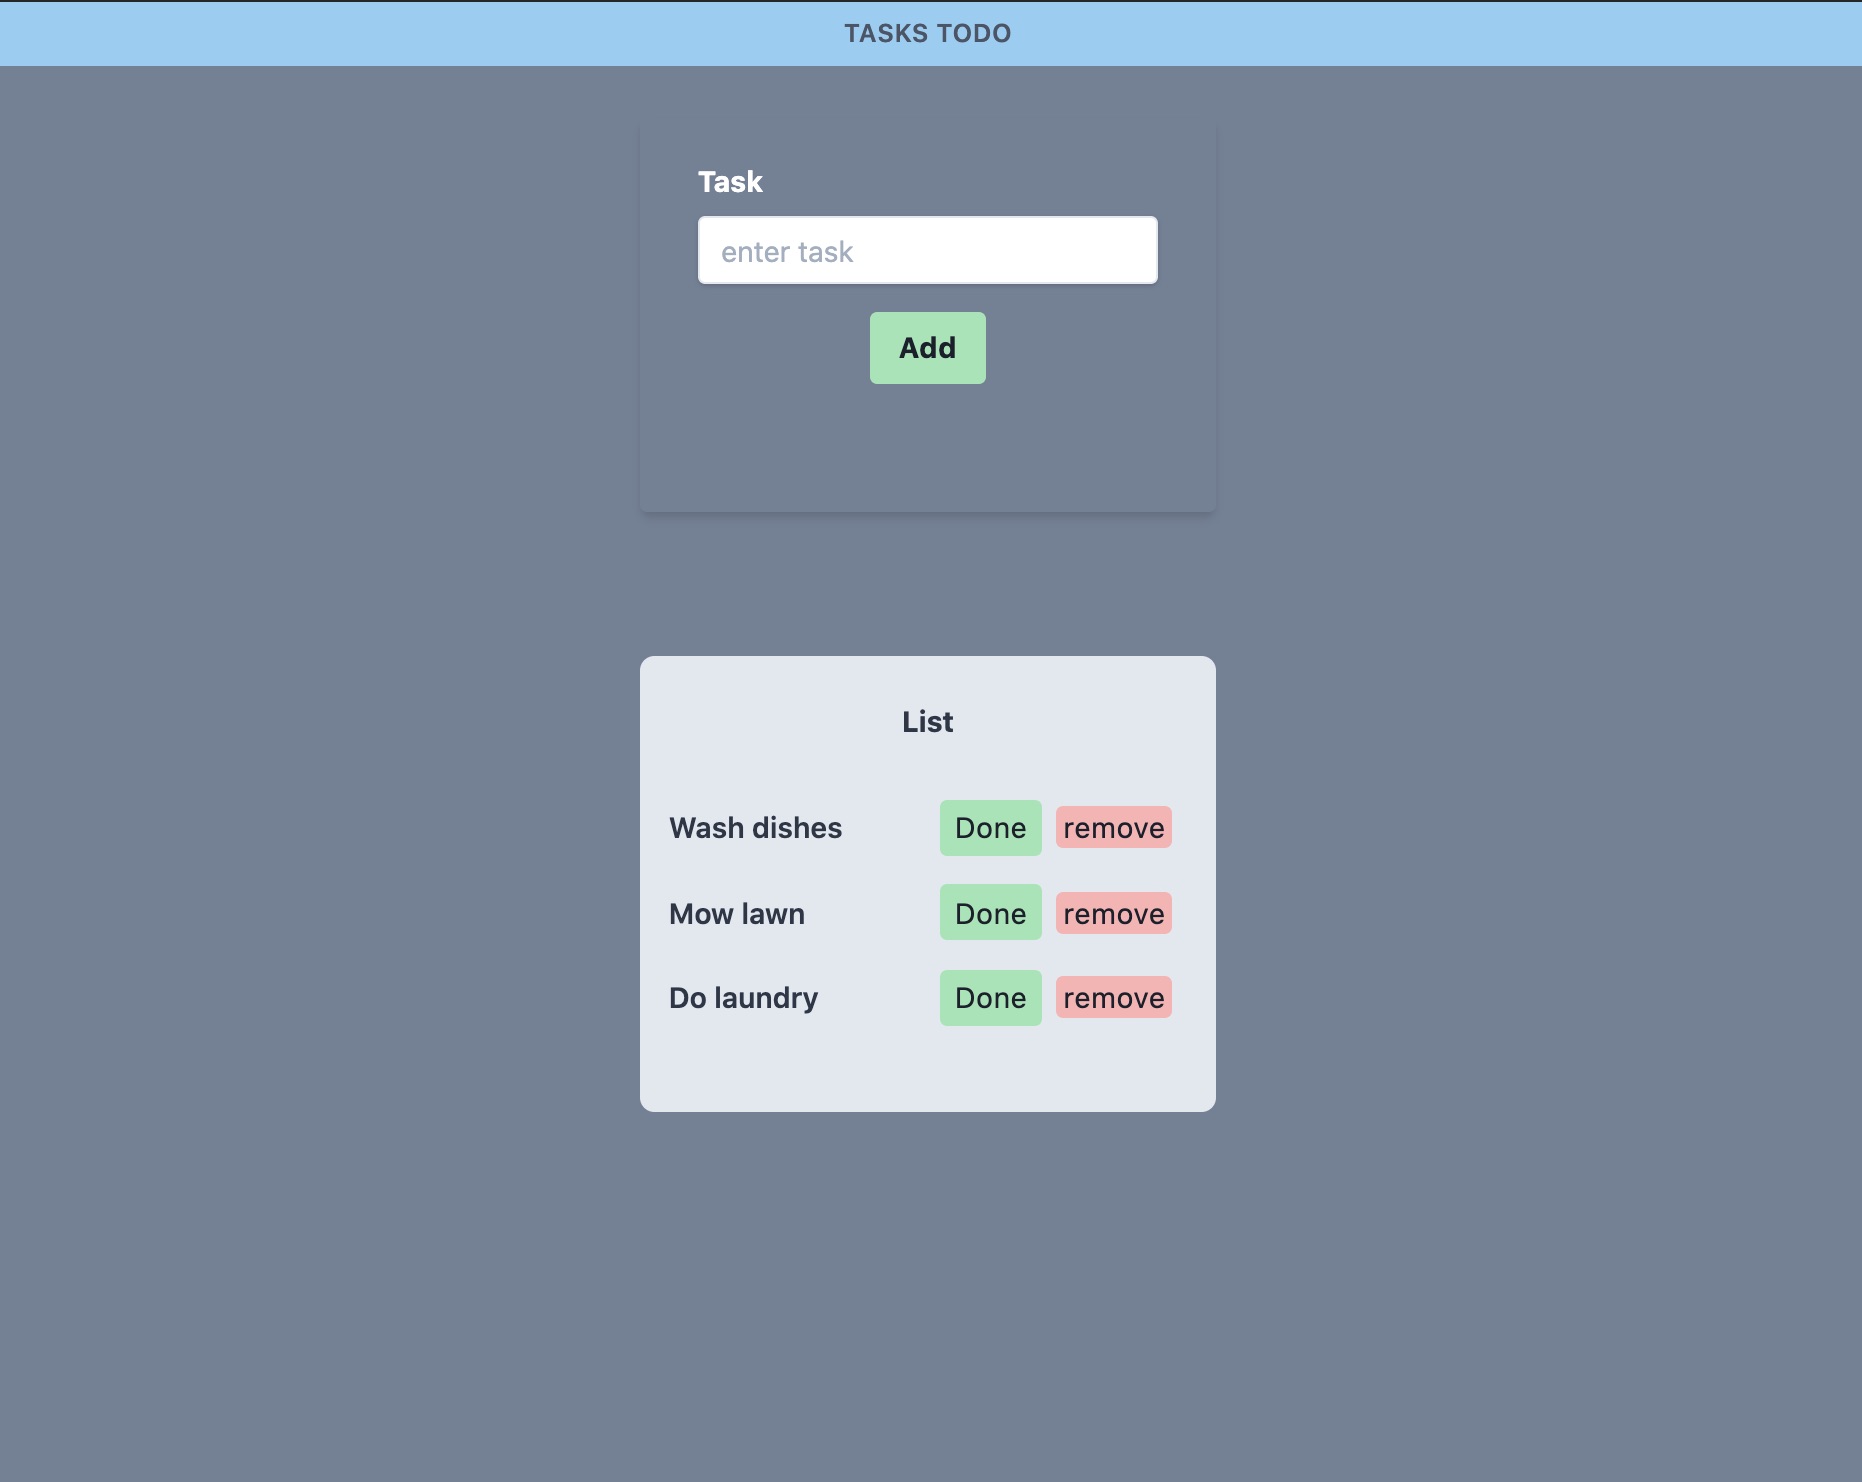 TASKS TODO
Task
enter task
Add
List
Wash dishes Done remove
Mow lawn Done remove
Do laundry Done remove